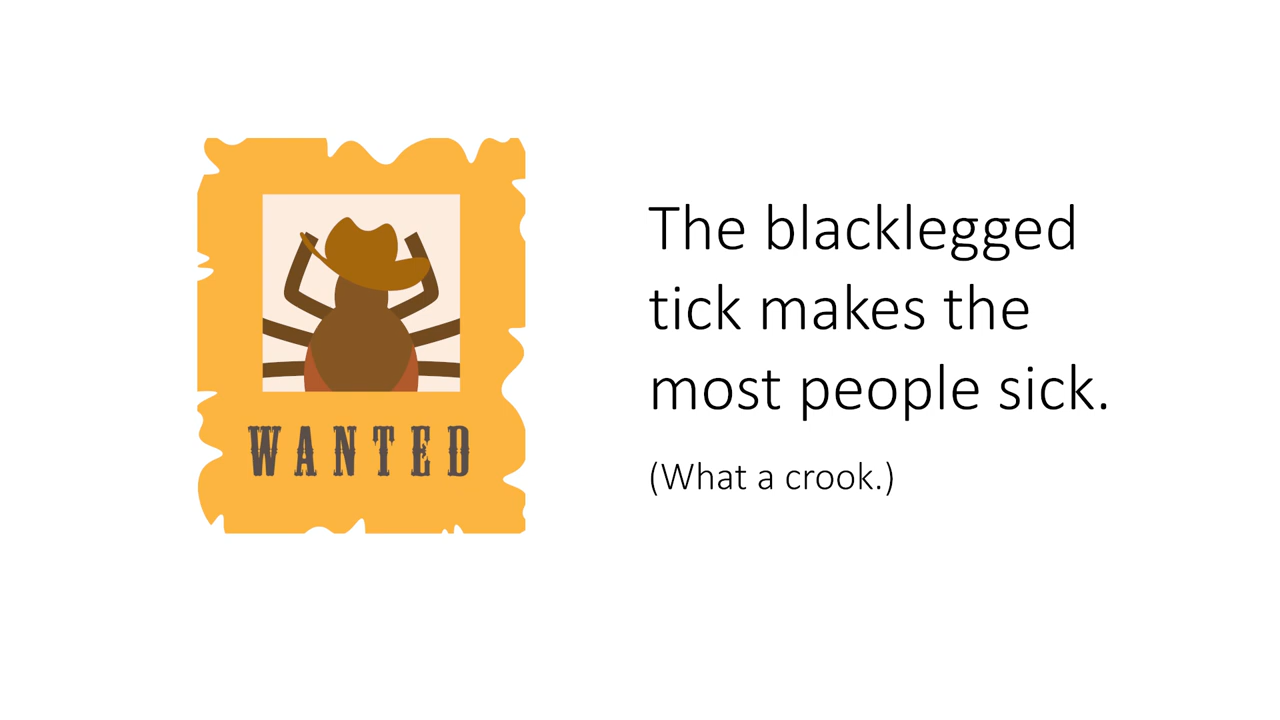 WANTED
The blacklegged
tick makes the
most people sick.
(What a crook.)